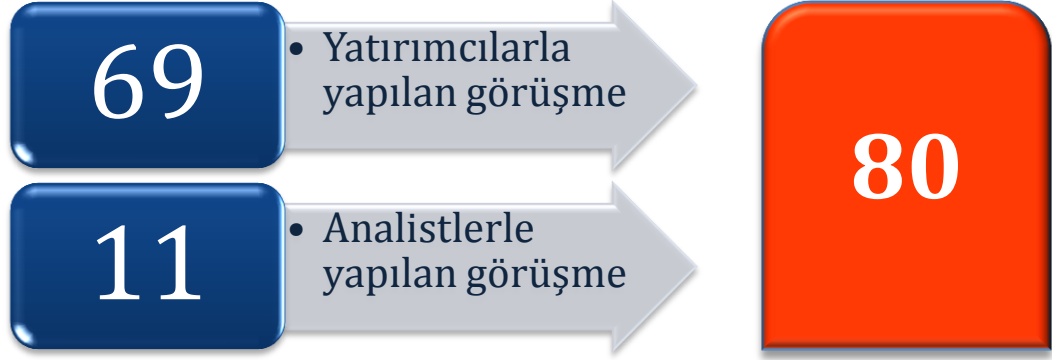 69
• Yatırımcılarla
yapılan görüşme
11
• Analistlerle
yapılan görüşme
80